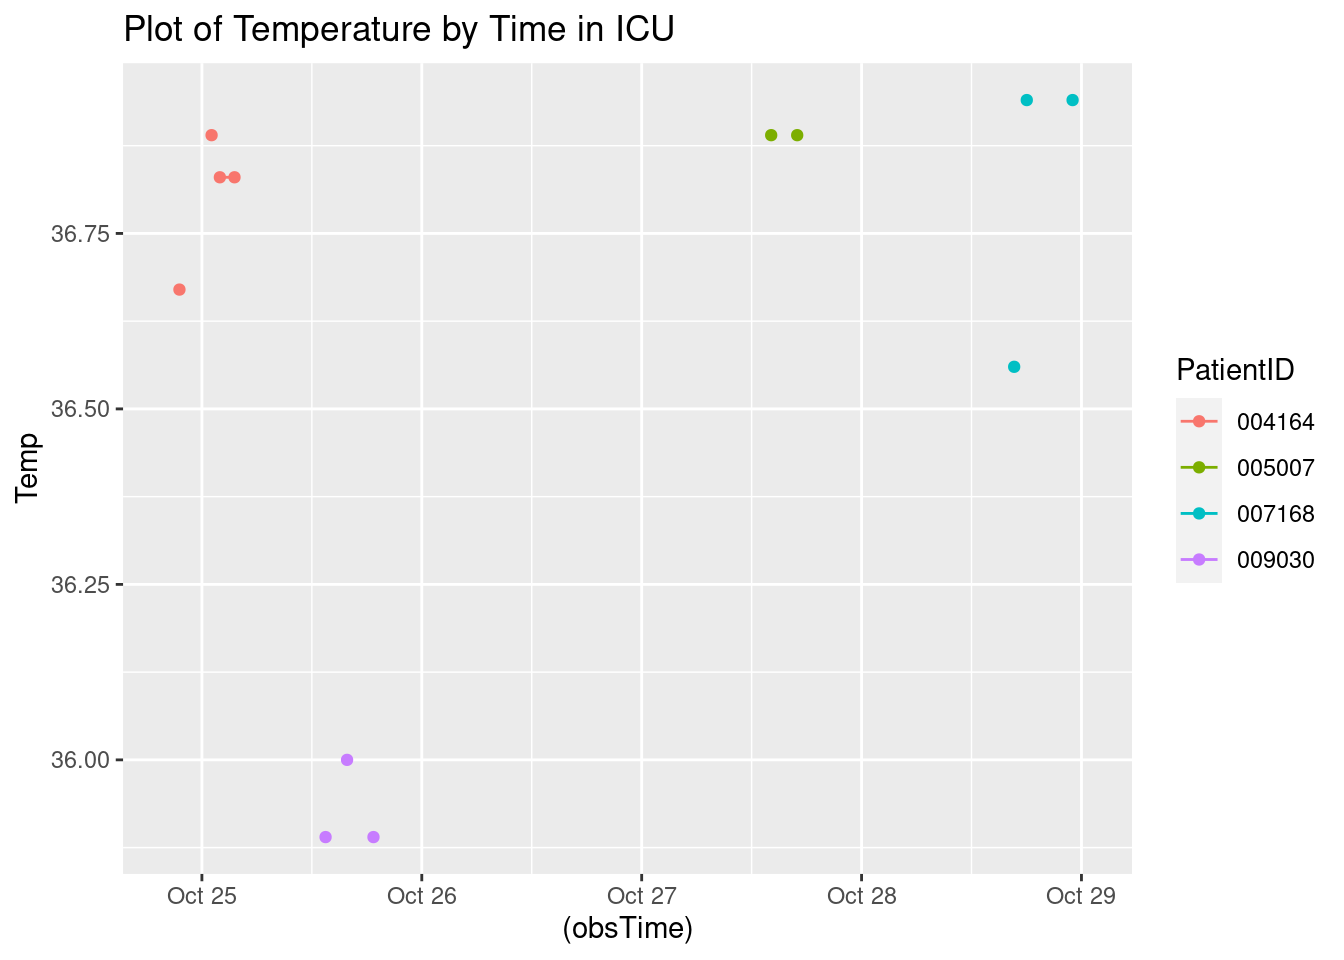 Plot of Temperature by Time in ICU
Temp
36.75
36.50
36.25
36.00
Oct 25
Oct 26
Oct 27
Oct 28
Oct 29
(obsTime)
PatientID
004164
005007
007168
009030